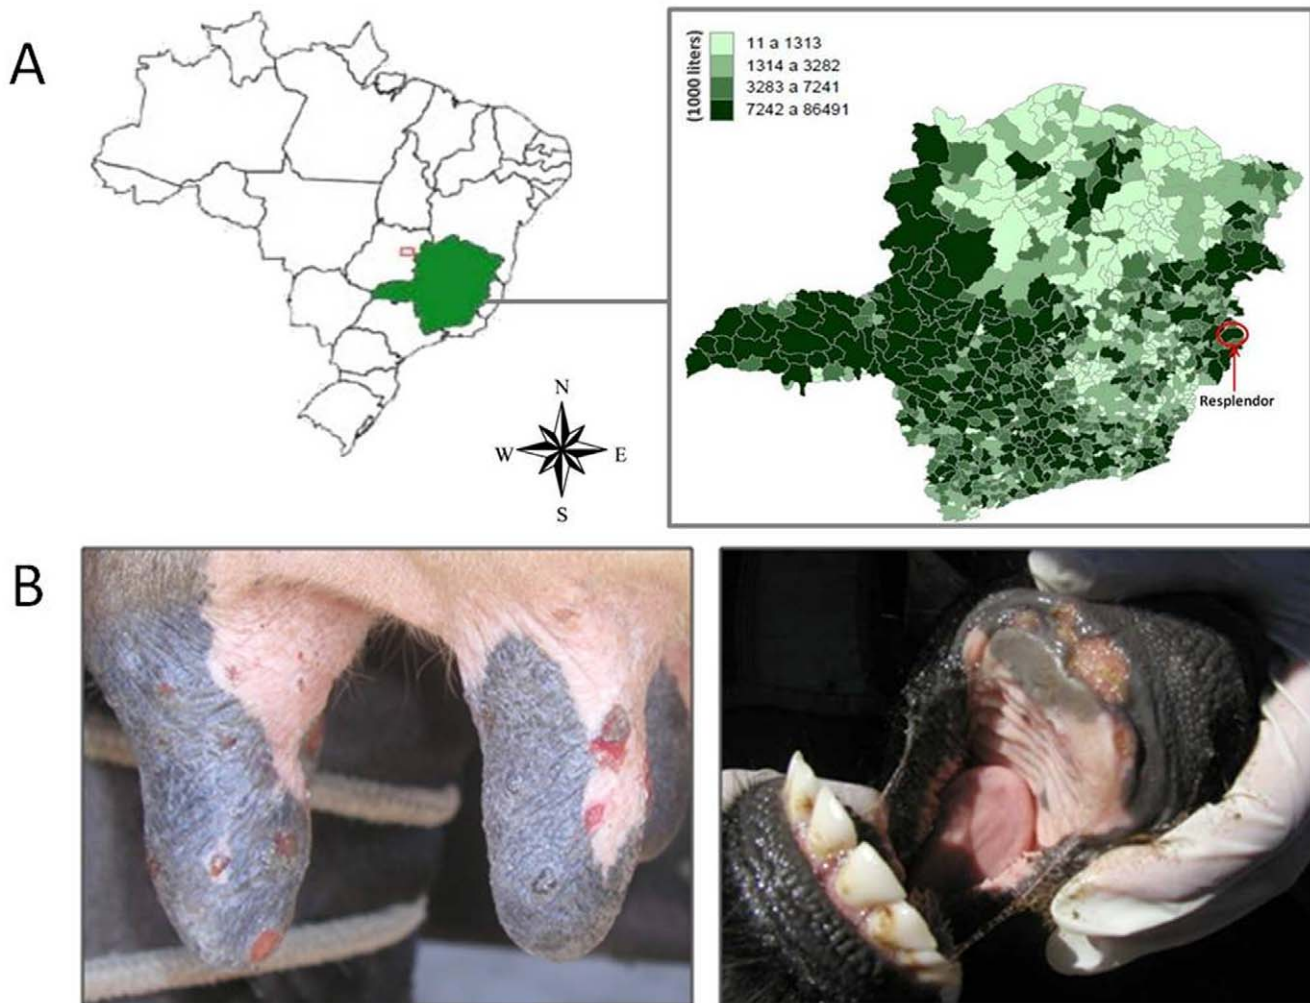 A
(1000 liters)
11 a 1313
1314 a 3282
3283 a 7241
7242 a 86491
Resplendor
N
W
E
S
B